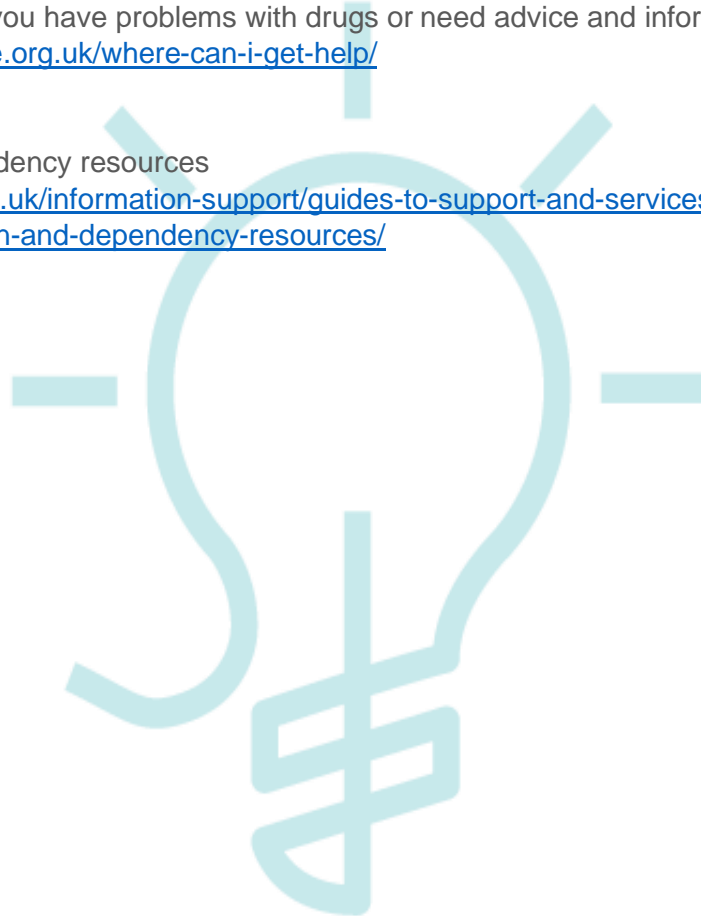 you have problems with drugs or need advice and infor
e.org.uk/where-can-i-get-help/
dency resources
.uk/information-support/guides-to-support-and-services
n-and-dependency-resources/